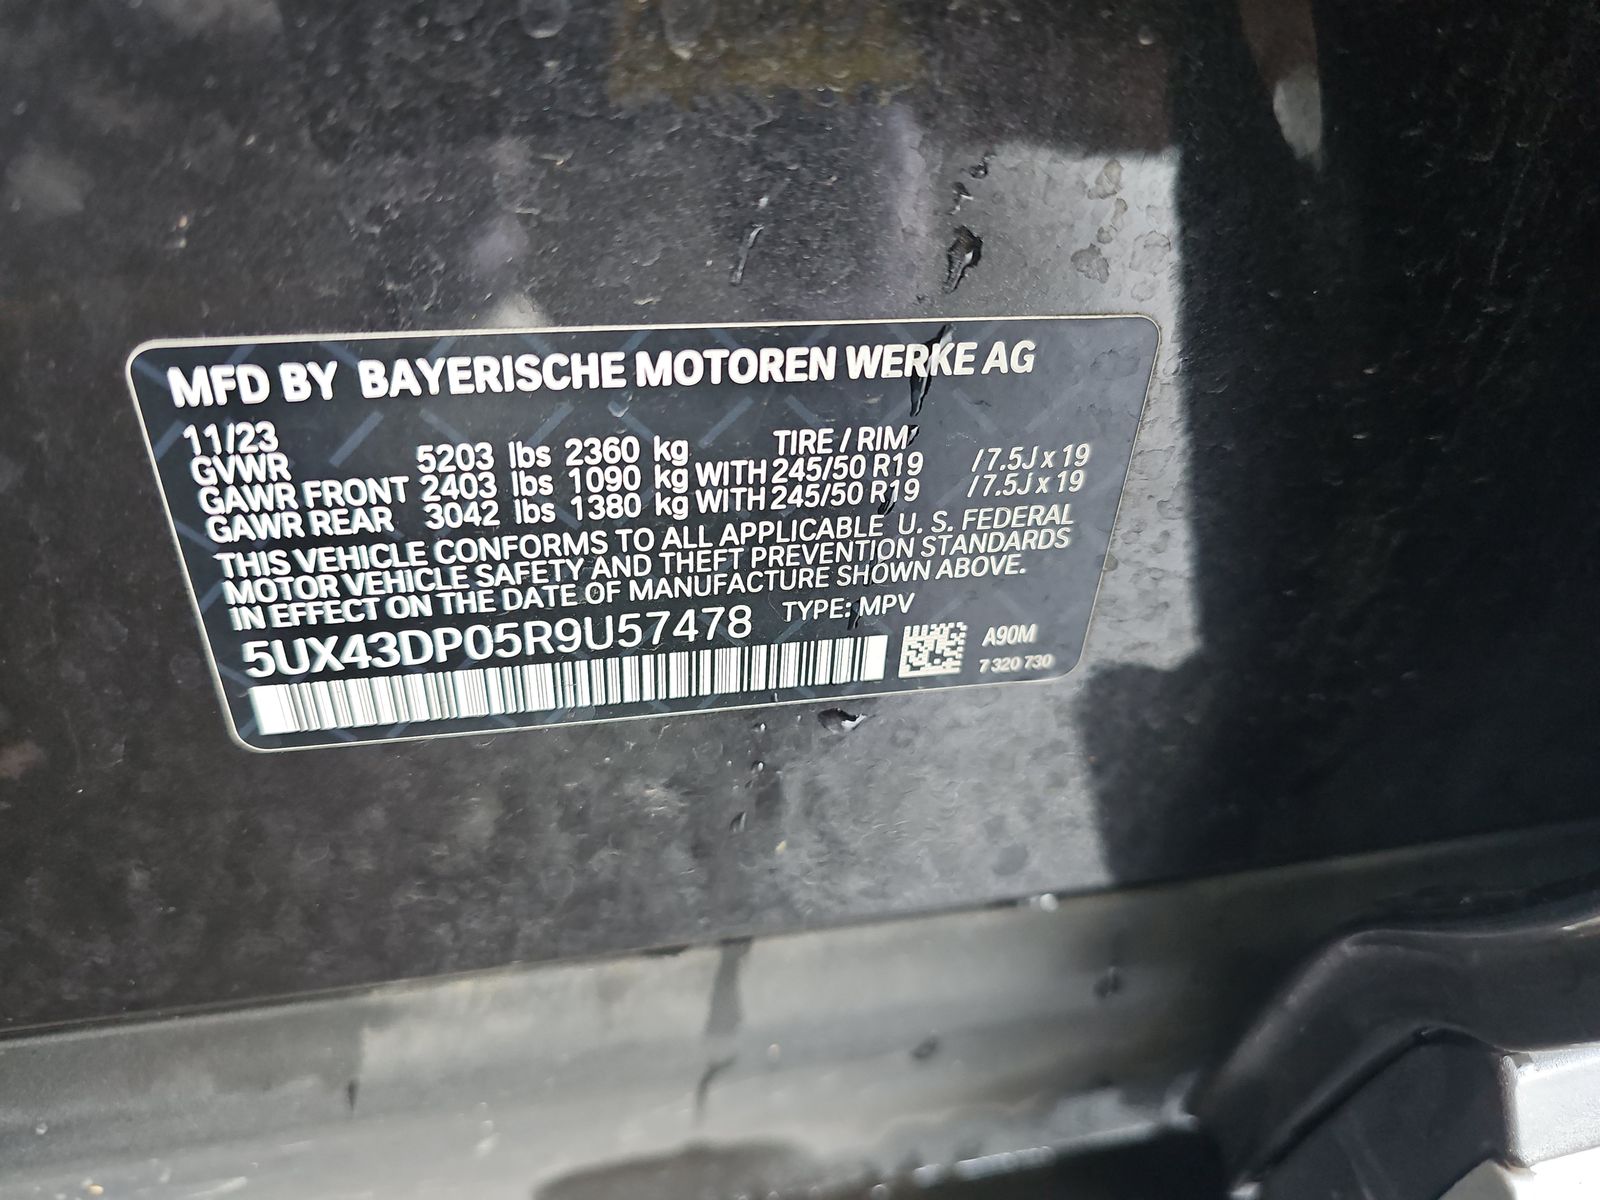 MFD BY BAYERISCHE MOTOREN WERKE AG
11/23 TIRE / RIM
GVWR 5203 lbs 2360 kg
GAWR FRONT 2403 lbs 1090 kg WITH 245/50 R19 / 7.5J x 19
GAWR REAR 3042 lbs 1380 kg WITH 245/50 R19 / 7.5J x 19
THIS VEHICLE CONFORMS TO ALL APPLICABLE U. S. FEDERAL
MOTOR VEHICLE SAFETY AND THEFT PREVENTION STANDARDS
IN EFFECT ON THE DATE OF MANUFACTURE SHOWN ABOVE.
5UX43DP05R9U57478 TYPE: MPV
A90M
7 320 730